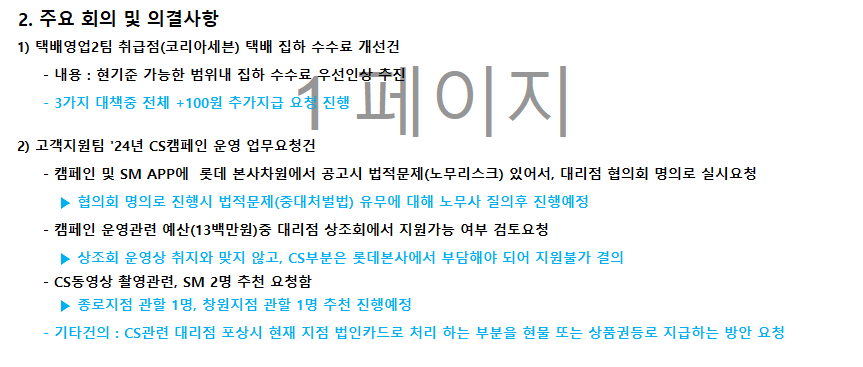 2. 주요 회의 및 의결사항
1) 택배영업2팀 취급점(코리아세븐) 택배 집하 수수료 개선건
- 내용 : 현기준 가능한 범위내 집하 수수료 우선인상 추진
- 3가지 대책중 전체 +100원 추가지급 요청 진행
1 페이지
2) 고객지원팀 '24년 CS캠페인 운영 업무요청건
- 캠페인 및 SM APP에 롯데 본사차원에서 공고시 법적문제(노무리스크) 있어서, 대리점 협의회 명의로 실시요청
▶ 협의회 명의로 진행시 법적문제(중대처벌법) 유무에 대해 노무사 질의후 진행예정
- 캠페인 운영관련 예산(13백만원)중 대리점 상조회에서 지원가능 여부 검토요청
▶ 상조회 운영상 취지와 맞지 않고, CS부분은 롯데본사에서 부담해야 되어 지원불가 결의
- CS동영상 촬영관련, SM 2명 추천 요청함
▶ 종로지점 관할 1명, 창원지점 관할 1명 추천 진행예정
- 기타건의 : CS관련 대리점 포상시 현재 지점 법인카드로 처리 하는 부분을 현물 또는 상품권등로 지급하는 방안 요청